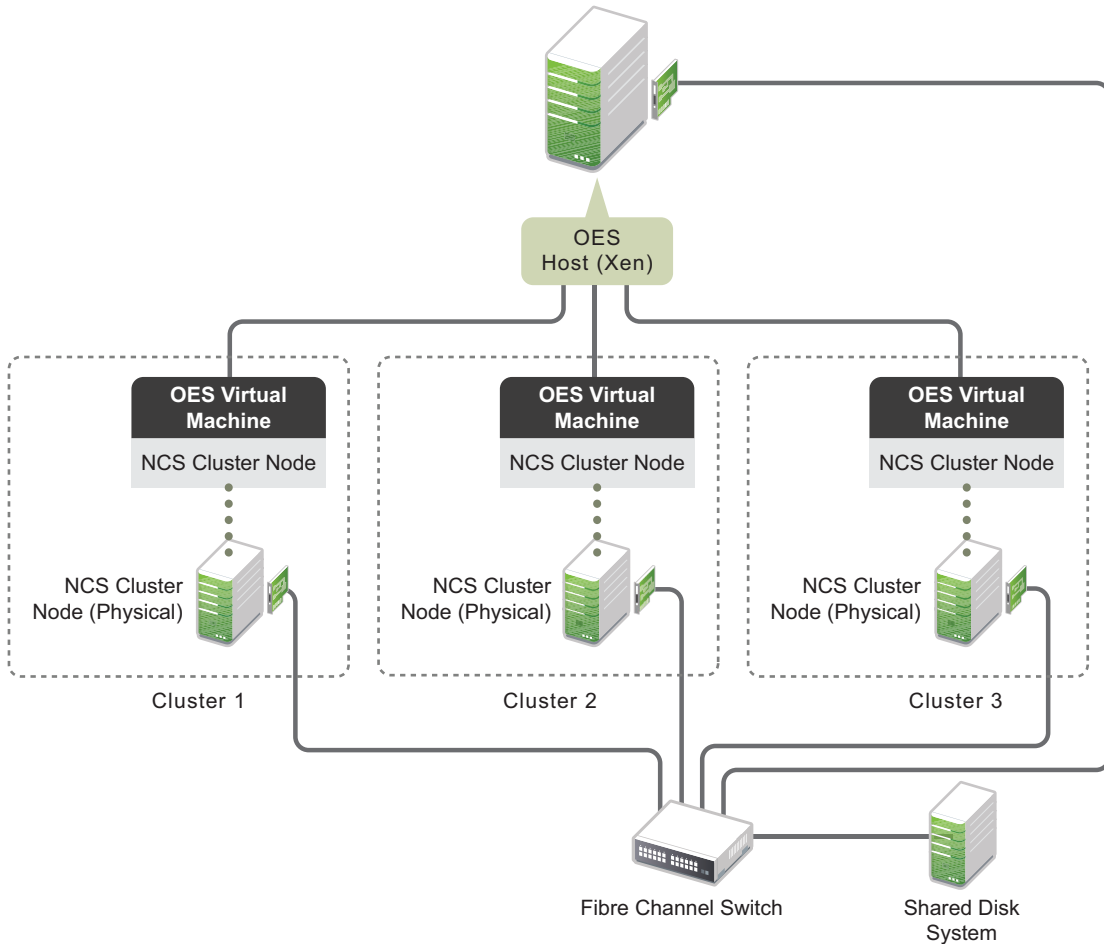 OES
Host (Xen)
OES Virtual
Machine
NCS Cluster Node
NCS Cluster
Node (Physical)
Cluster 1
OES Virtual
Machine
NCS Cluster Node
NCS Cluster
Node (Physical)
Cluster 2
OES Virtual
Machine
NCS Cluster Node
NCS Cluster
Node (Physical)
Cluster 3
Fibre Channel Switch
Shared Disk
System